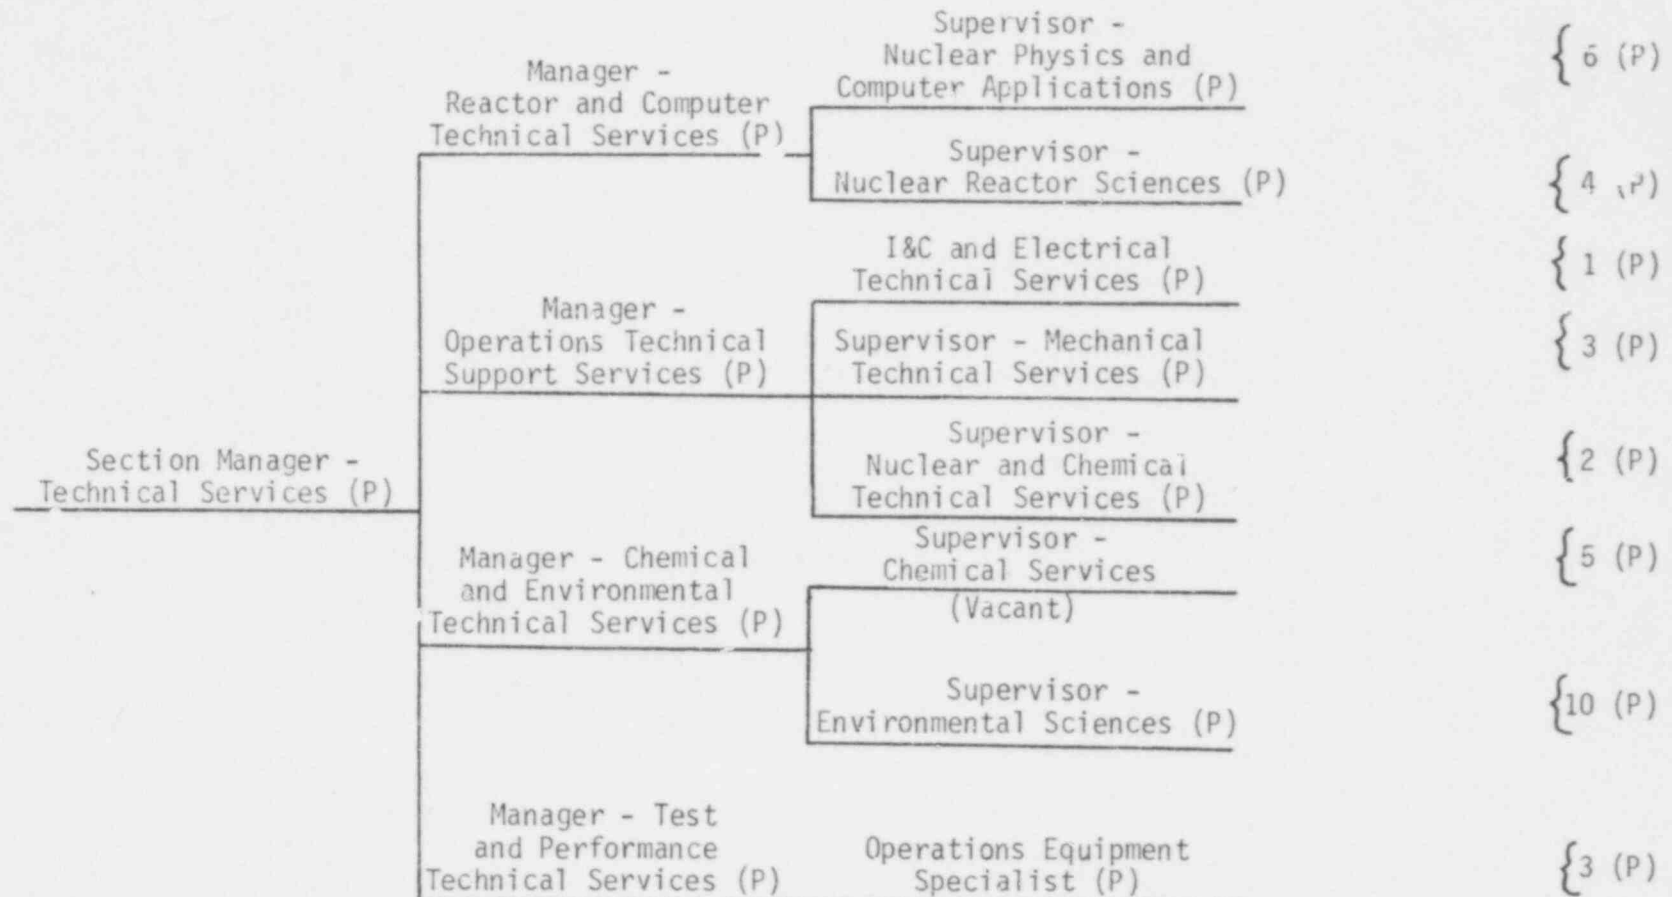 Supervisor -
Nuclear Physics and
Computer Applications (P)
{ 6 (P)
Manager -
Reactor and Computer
Technical Services (P)
Supervisor -
Nuclear Reactor Sciences (P)
{ 4 (P)
I&C and Electrical
Technical Services (P)
{ 1 (P)
Manager -
Operations Technical
Support Services (P)
Supervisor - Mechanical
Technical Services (P)
{ 3 (P)
Supervisor -
Nuclear and Chemical
Technical Services (P)
{ 2 (P)
Section Manager -
Technical Services (P)
Manager - Chemical
and Environmental
Technical Services (P)
Supervisor -
Chemical Services
(Vacant)
{ 5 (P)
Supervisor -
Environmental Sciences (P)
{ 10 (P)
Manager - Test
and Performance
Technical Services (P)
Operations Equipment
Specialist (P)
{ 3 (P)